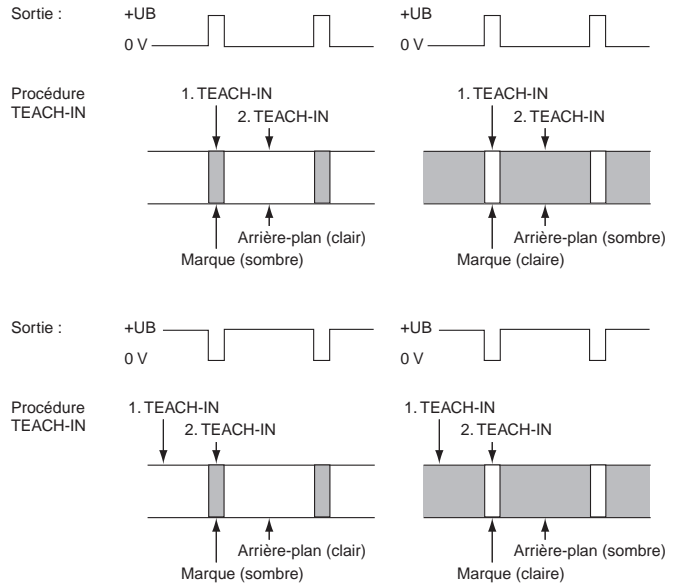 Sortie : +UB +UB
0 V 0 V
Procédure 1. TEACH-IN 1. TEACH-IN
TEACH-IN 2. TEACH-IN 2. TEACH-IN
Arrière-plan (clair) Arrière-plan (sombre)
Marque (sombre) Marque (claire)
Sortie : +UB +UB
0 V 0 V
Procédure 1. TEACH-IN 1. TEACH-IN
TEACH-IN 2. TEACH-IN 2. TEACH-IN
Arrière-plan (clair) Arrière-plan (sombre)
Marque (sombre) Marque (claire)